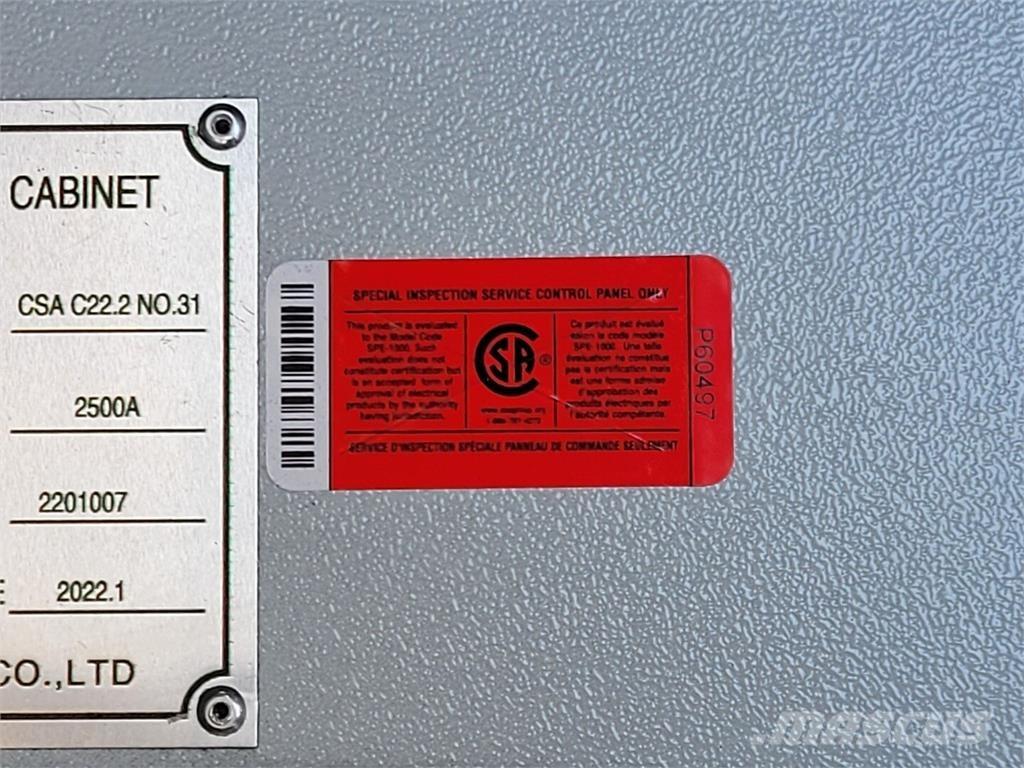 CABINET
CSA C22.2 NO.31
2500A
2201007
2022.1
CO.,LTD
SPECIAL INSPECTION SERVICE CONTROL PANEL ONLY
This product is evaluated
to the Model Code
SPE-1000. Such
evaluation does not
constitute certification but
is an accepted form of
approval of electrical
products by the authority
having jurisdiction.
CSA ®
Ce produit est évalué
selon le code modèle
SPE-1000. Une telle
évaluation ne constitue
pas la certification mais
est une forme admise
d'approbation des
produits électriques par
l'autorité compétente.
SERVICE D'INSPECTION SPÉCIALE PANNEAU DE COMMANDE SEULEMENT
P60497
MASCUS